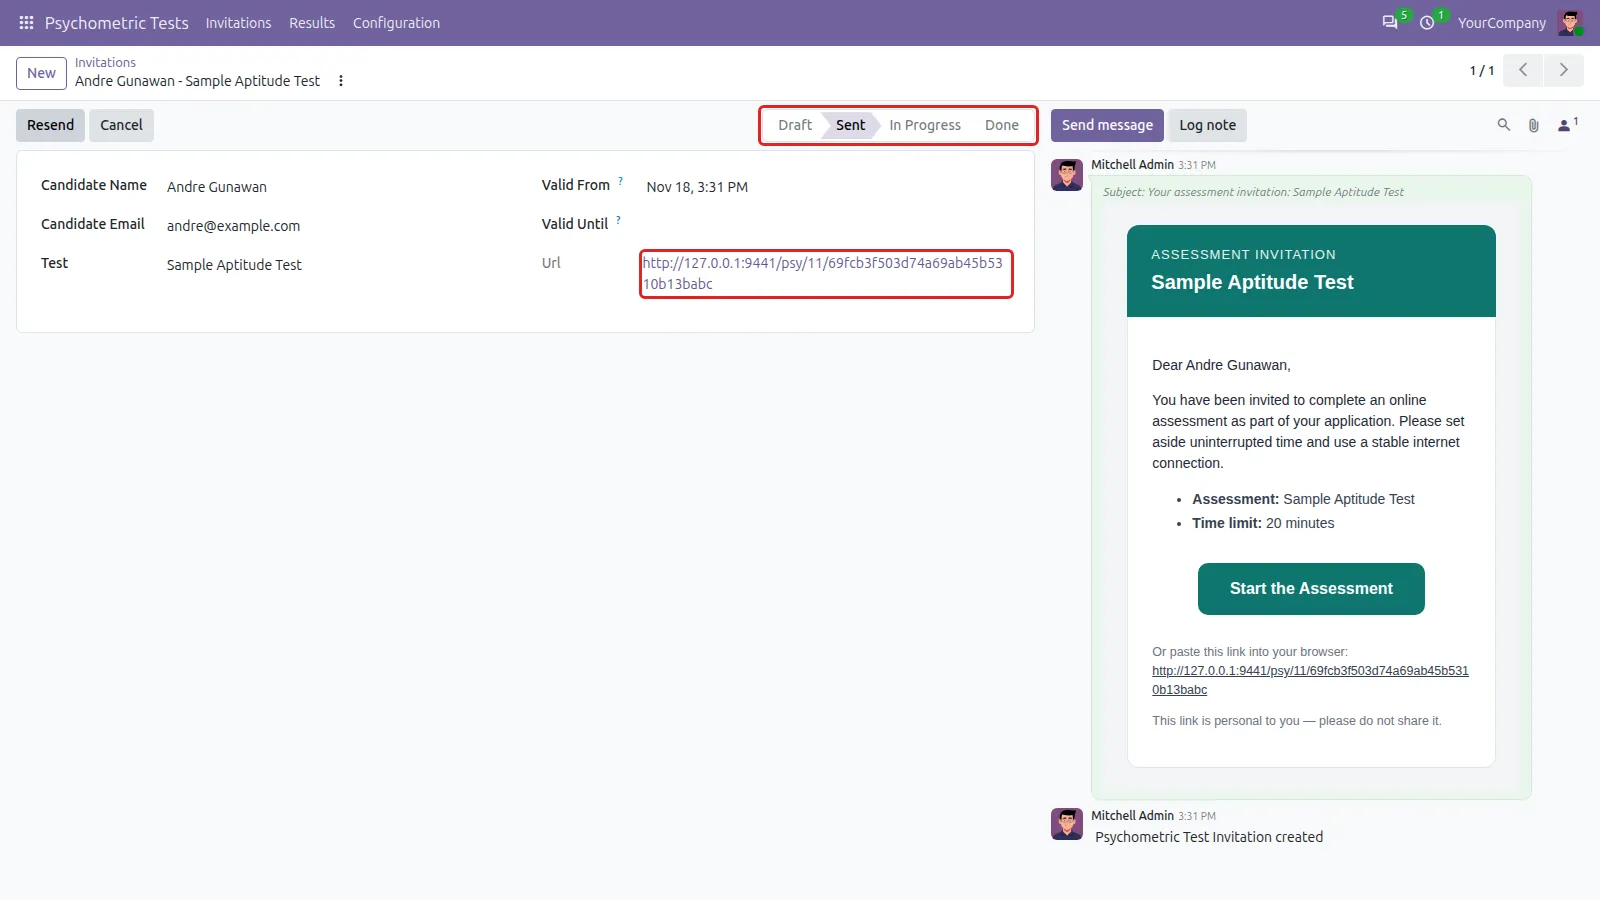 Psychometric Tests Invitations Results Configuration 5 1 YourCompany
New
Invitations
Andre Gunawan - Sample Aptitude Test
1 / 1
Resend Cancel
Draft Sent In Progress Done
Send message Log note 1
Candidate Name Andre Gunawan
Candidate Email andre@example.com
Test Sample Aptitude Test
Valid From ? Nov 18, 3:31 PM
Valid Until ?
Url http://127.0.0.1:9441/psy/11/69fcb3f503d74a69ab45b53
10b13babc
Mitchell Admin 3:31 PM
Subject: Your assessment invitation: Sample Aptitude Test
ASSESSMENT INVITATION
Sample Aptitude Test
Dear Andre Gunawan,
You have been invited to complete an online
assessment as part of your application. Please set
aside uninterrupted time and use a stable internet
connection.
• Assessment: Sample Aptitude Test
• Time limit: 20 minutes
Start the Assessment
Or paste this link into your browser:
http://127.0.0.1:9441/psy/11/69fcb3f503d74a69ab45b531
0b13babc
This link is personal to you — please do not share it.
Mitchell Admin 3:31 PM
Psychometric Test Invitation created